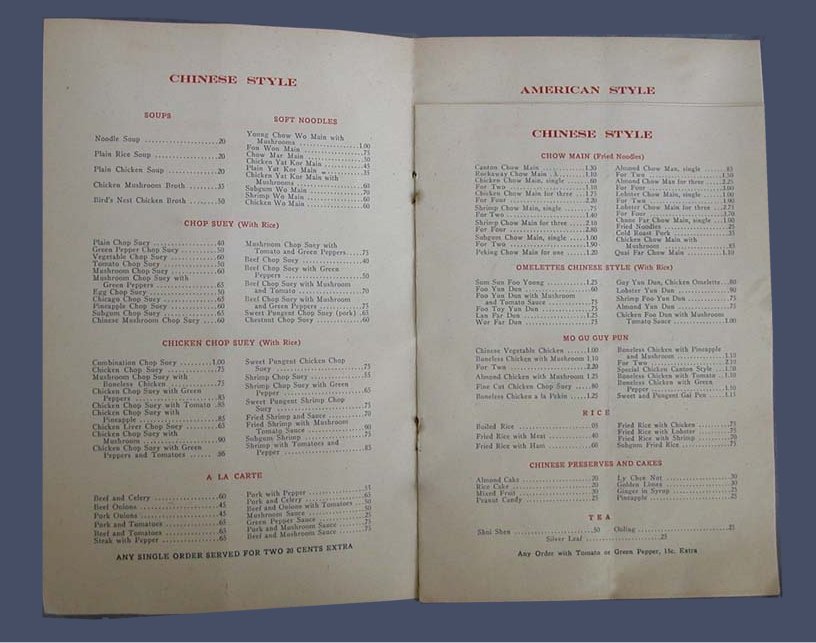 CHINESE STYLE
SOUPS
Noodle Soup .20
Plain Rice Soup .20
Plain Chicken Soup .20
Chicken Mushrooms Broth .35
Bird's Nest Chicken Broth .50
SOFT NOODLES
Young Chow Wo Main with
Mushrooms 1.00
Foo Won Main .75
Chow Mar Main .50
Chicken Yat Kor Main .45
Plain Yat Kor Main .35
Chicken Yat Kor Main with
Mushrooms .60
Subgum Wo Main .70
Shrimp Wo Main .60
Chicken Wo Main .60
CHOP SUEY (With Rice)
Plain Chop Suey .40
Green Pepper Chop Suey .50
Vegetable Chop Suey .60
Tomato Chop Suey .50
Mushroom Chop Suey .60
Mushroom Chop Suey with
Green Peppers .65
Egg Chop Suey .50
Chicago Chop Suey .65
Pineapple Chop Suey .60
Subgum Chop Suey .65
Chinese Mushroom Chop Suey .60
Mushroom Chop Suey with
Tomato and Green Peppers .75
Beef Chop Suey .40
Beef Chop Suey with Green
Peppers .50
Beef Chop Suey with Mushroom
and Tomato .70
Beef Chop Suey with Mushroom
and Green Peppers .75
Sweet Pungent Chop Suey (pork) .65
Chestnut Chop Suey .60
CHICKEN CHOP SUEY (With Rice)
Combination Chop Suey 1.00
Chicken Chop Suey .75
Mushroom Chop Suey with
Boneless Chicken .75
Chicken Chop Suey with Green
Peppers .85
Chicken Chop Suey with Tomato .85
Chicken Chop Suey with
Pineapple .85
Chicken Liver Chop Suey .65
Chicken Chop Suey with
Mushroom .90
Chicken Chop Suey with Green
Peppers and Tomatoes
Sweet Pungent Chicken Chop
Suey .75
Shrimp Chop Suey .55
Shrimp Chop Suey with Green
Pepper .65
Sweet Pungent Shrimp Chop
Suey .75
Fried Shrimp and Sauce .70
Fried Shrimp with Mushroom
Tomato Sauce .90
Subgum Shrimp .75
Shrimp with Tomatoes and
Pepper .85
A LA CARTE
Beef and Celery .60
Beef Onions .45
Pork Onions .45
Pork and Tomatoes .65
Beef and Tomatoes .65
Steak with Pepper .65
Pork with Pepper .55
Pork and Celery .65
Beef and Onions with Tomatoes .50
Mushroom Sauce .25
Green Pepper Sauce .25
Pork and Mushroom Sauce .75
Beef and Mushroom Sauce .75
ANY SINGLE ORDER SERVED FOR TWO 20 CENTS EXTRA
AMERICAN STYLE
CHINESE STYLE
CHOW MAIN (Fried Noodles)
Canton Chow Main 1.30
Rockaway Chow Main 1.10
Chicken Chow Main, single .60
For Two 1.10
Chicken Main for three 1.75
For Four 2.20
Shrimp Chow Main, single .75
For Two 1.40
Shrimp Chow Main for three 2.10
For Four 2.80
Subgum Chow Main, single 1.00
For Two 1.90
Peking Chow Main for one 1.20
Almond Chow Man, single .85
For Two 1.50
Almond Chow Man for three
For Four
Lobster Chow Main, single 1.00
For Two 1.90
Lobster Chow Main for three 2.75
For Four
Chone Far Chow Main, single
Fried Noodles .25
Cold Roast Pork .35
Chicken Chow Main with
Mushroom .85
Quai Far Chow Main 1.10
OMELETTES CHINESE STYLE (With Rice)
Sum Sun Foo Young 1.25
Foo Yun Dun .60
Foo Yun Dun with Mushroom
and Tomato Sauce .75
Foo Toy Yun Dun .75
Lan Far Dun 1.25
Wor Far Dun .75
Guy Yun Dun, Chicken Omelette .80
Lobster Yun Dun .90
Shrimp Foo Yun Dun .75
Almond Yun Dun .75
Chicken Foo Dun with Mushroom
Tomato Sauce 1.00
MO GU GUY PUN
Chinese Vegetable Chicken 1.00
Boneless Chicken with Mushroom 1.10
For Two 2.20
Almond Chicken with Mushroom 1.25
Fine Cut Chicken Chop Suey .80
Boneless Chicken a la Pekin 1.25
Boneless Chicken with Pineapple
and Mushroom 1.10
For Two 2.10
Special Chicken Canton Style 1.50
Boneless Chicken with Tomato 1.10
Boneless Chicken with Green
Pepper 1.10
Sweet and Pungent Gai Pen 1.15
RICE
Boiled Rice .05
Fried Rice with Meat .40
Fried Rice with Ham .60
Fried Rice with Chicken .75
Fried Rice with Lobster .75
Fried Rice with Shrimp .70
Subgum Fried Rice .75
CHINESE PRESERVES AND CAKES
Almond Cake .20
Rice Cake .20
Mixed Fruit .30
Peanut Candy .25
Ly Chee Not .30
Golden Limes .30
Ginger in Syrup .25
Pineapple .25
TEA
Shui Shen .50
Ooling .25
Silver Leaf .25
Any Order with Tomato or Green Pepper, 15c. Extra